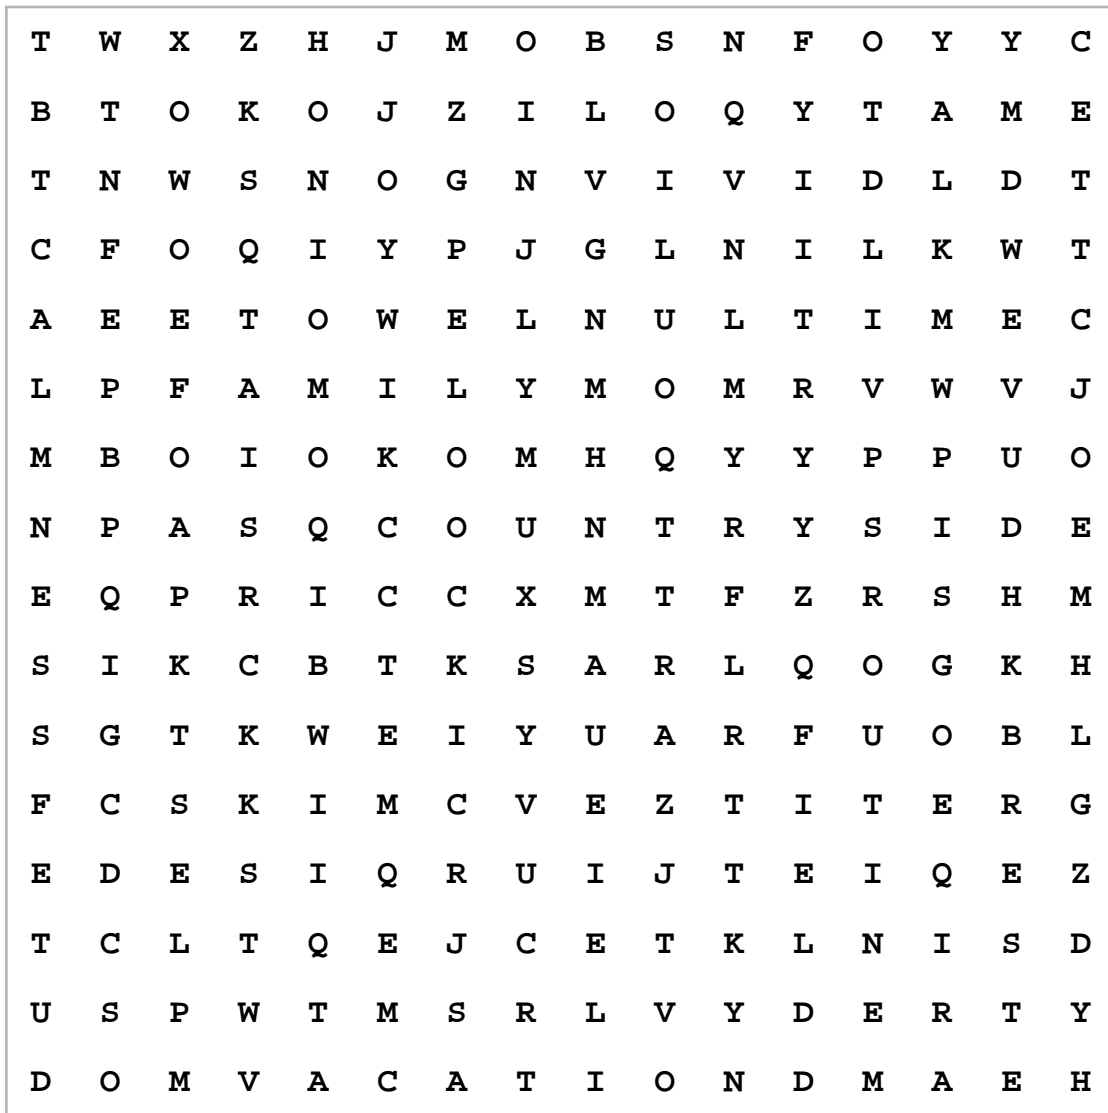 T W X Z H J M O B S N F O Y Y C
B T O K O J Z I L O Q Y T A M E
T N W S N O G N V I V I D L D T
C F O Q I Y P J G L N I L K W T
A E E T O W E L N U L T I M E C
L P F A M I L Y M O M R V W V J
M B O I O K O M H Q Y Y P P U O
N P A S Q C O U N T R Y S I D E
E Q P R I C C X M T F Z R S H M
S I K C B T K S A R L Q O G K H
S G T K W E I Y U A R F U O B L
F C S K I M C V E Z T I T E R G
E D E S I Q R U I J T E I Q E Z
T C L T Q E J C E T K L N I S D
U S P W T M S R L V Y D E R T Y
D O M V A C A T I O N D M A E H